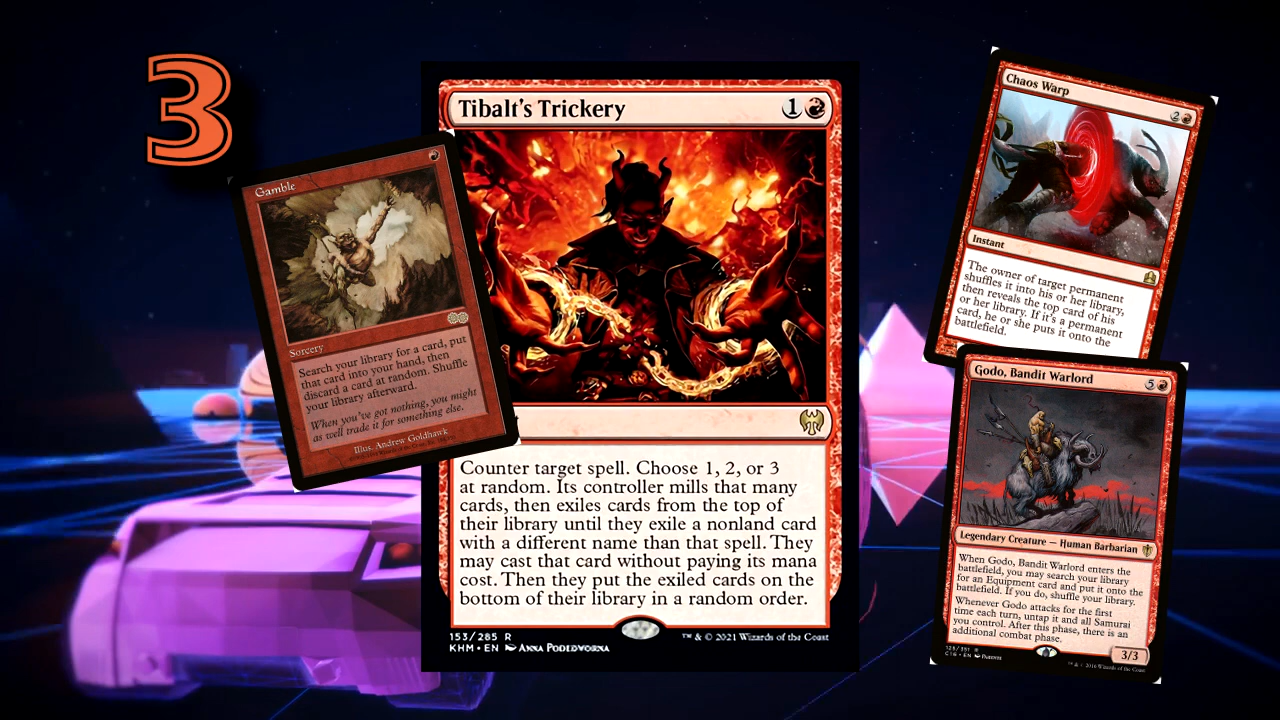 3
Gamble
Sorcery
Search your library for a card, put
that card into your hand, then
discard a card at random. Shuffle
your library afterward.
When you've got nothing, you might
as well trade it for something else.
Illus. Andrew Goldhawk
Tibalt's Trickery
1
Counter target spell. Choose 1, 2, or 3
at random. Its controller mills that many
cards, then exiles cards from the top of
their library until they exile a nonland card
with a different name than that spell. They
may cast that card without paying its mana
cost. Then they put the exiled cards on the
bottom of their library in a random order.
153/285 R
KHM • EN Anna Podedworna
™ & © 2021 Wizards of the Coast
Chaos Warp
2
Instant
The owner of target permanent
shuffles it into his or her library,
then reveals the top card of his
or her library. If it's a permanent
card, he or she puts it onto the
battlefield.
Godo, Bandit Warlord
5
Legendary Creature — Human Barbarian
When Godo, Bandit Warlord enters the
battlefield, you may search your library
for an Equipment card and put it onto the
battlefield. If you do, shuffle your library.
Whenever Godo attacks for the first
time each turn, untap it and all Samurai
you control. After this phase, there is an
additional combat phase.
3/3
C16 • EN
™ & © 2016 Wizards of the Coast